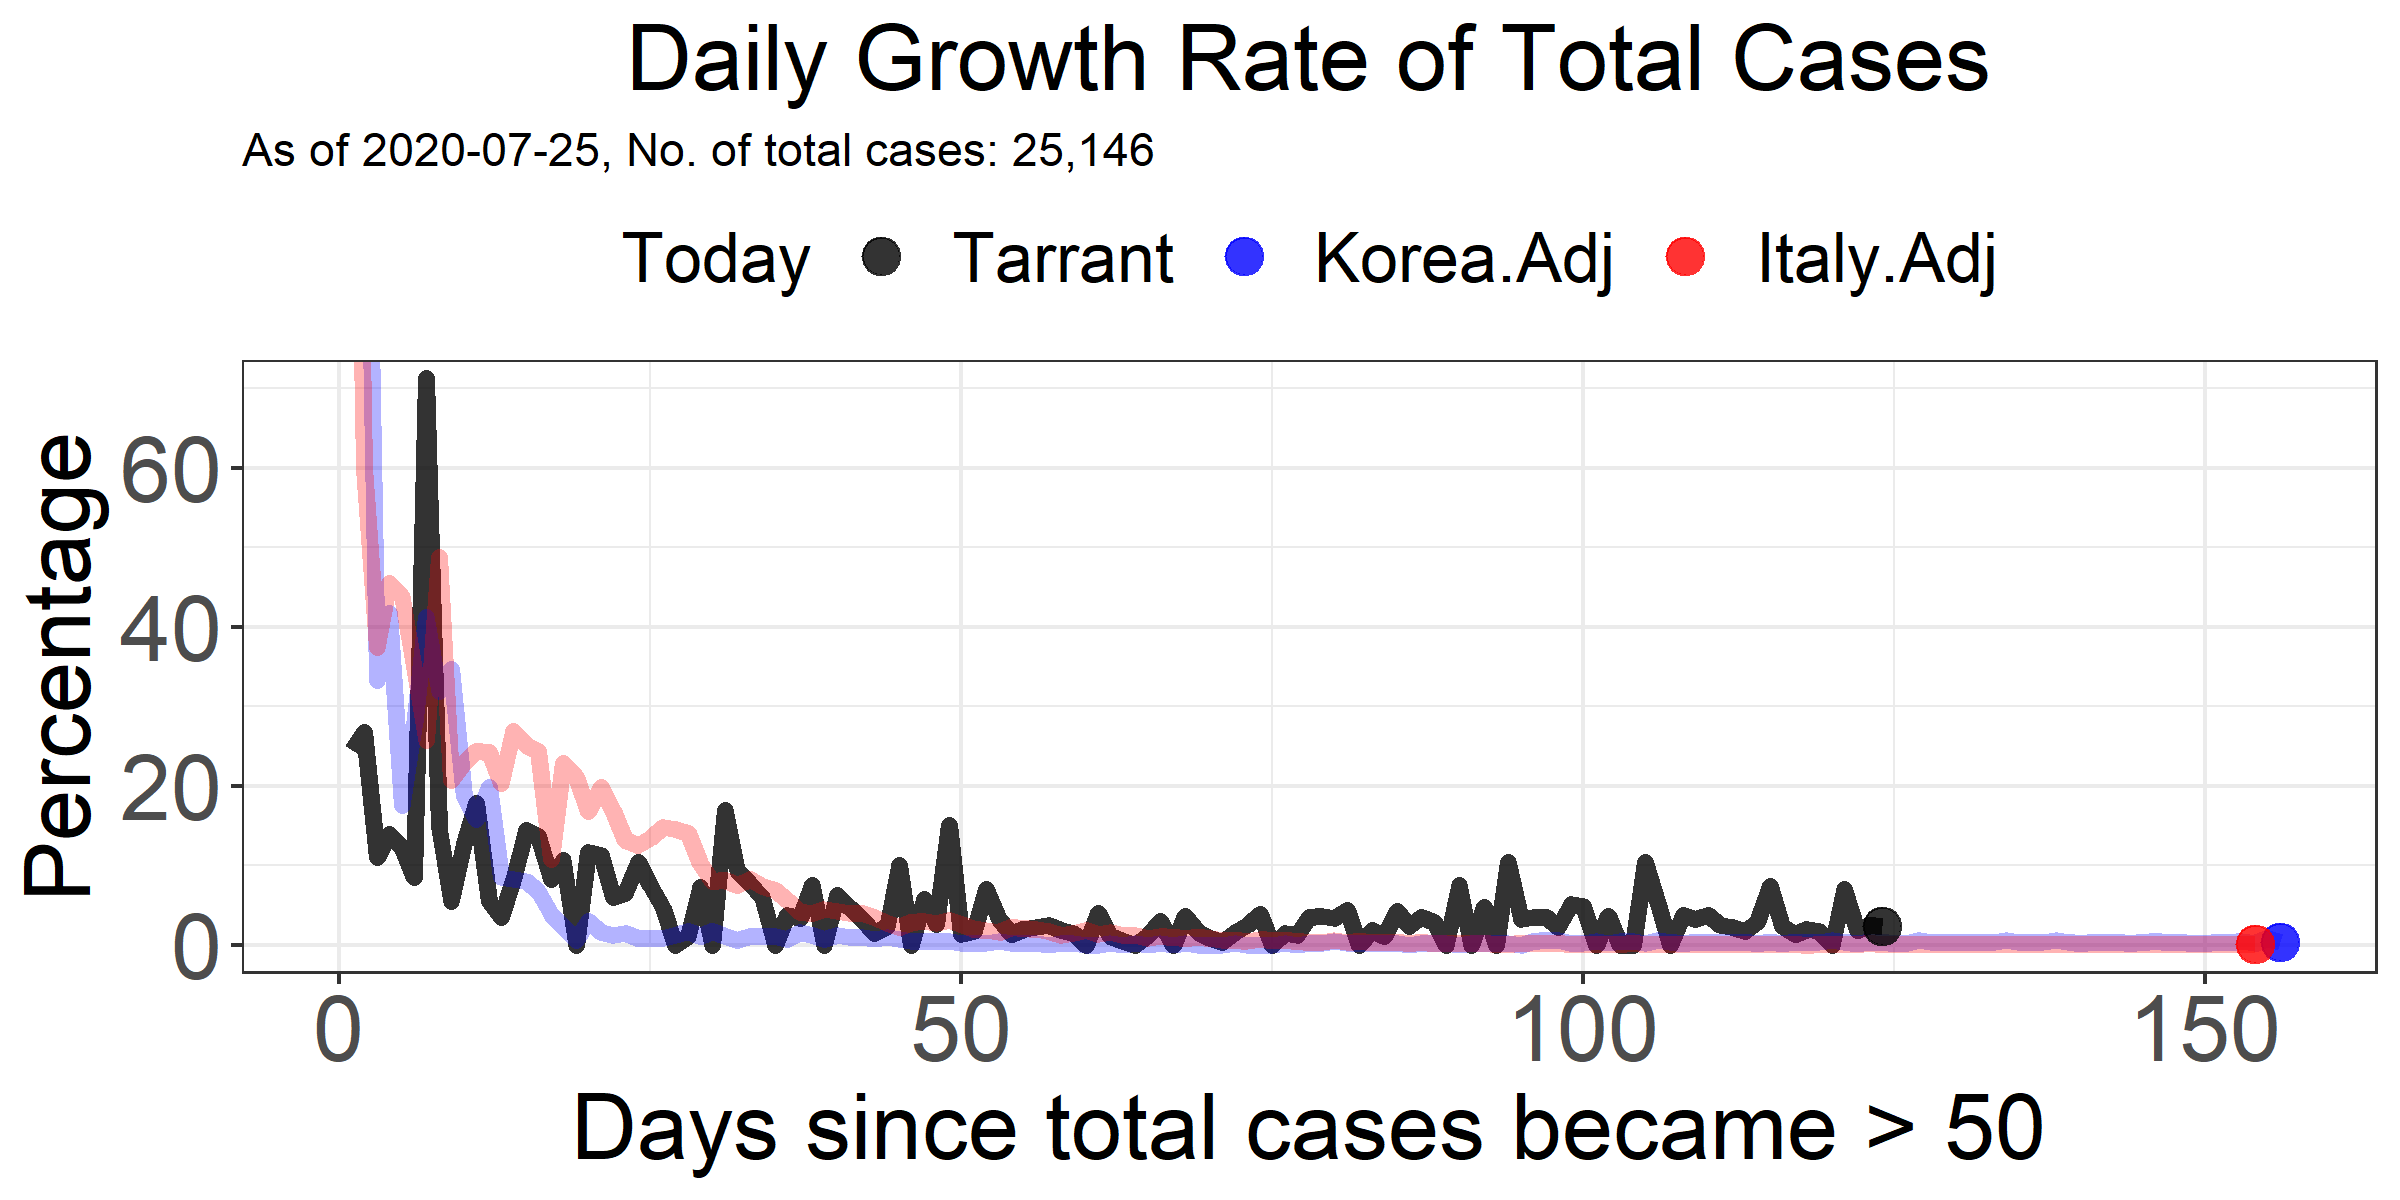 Daily Growth Rate of Total Cases
As of 2020-07-25, No. of total cases: 25,146
Today Tarrant Korea.Adj Italy.Adj
Percentage
60
40
20
0
0 50 100 150
Days since total cases became > 50